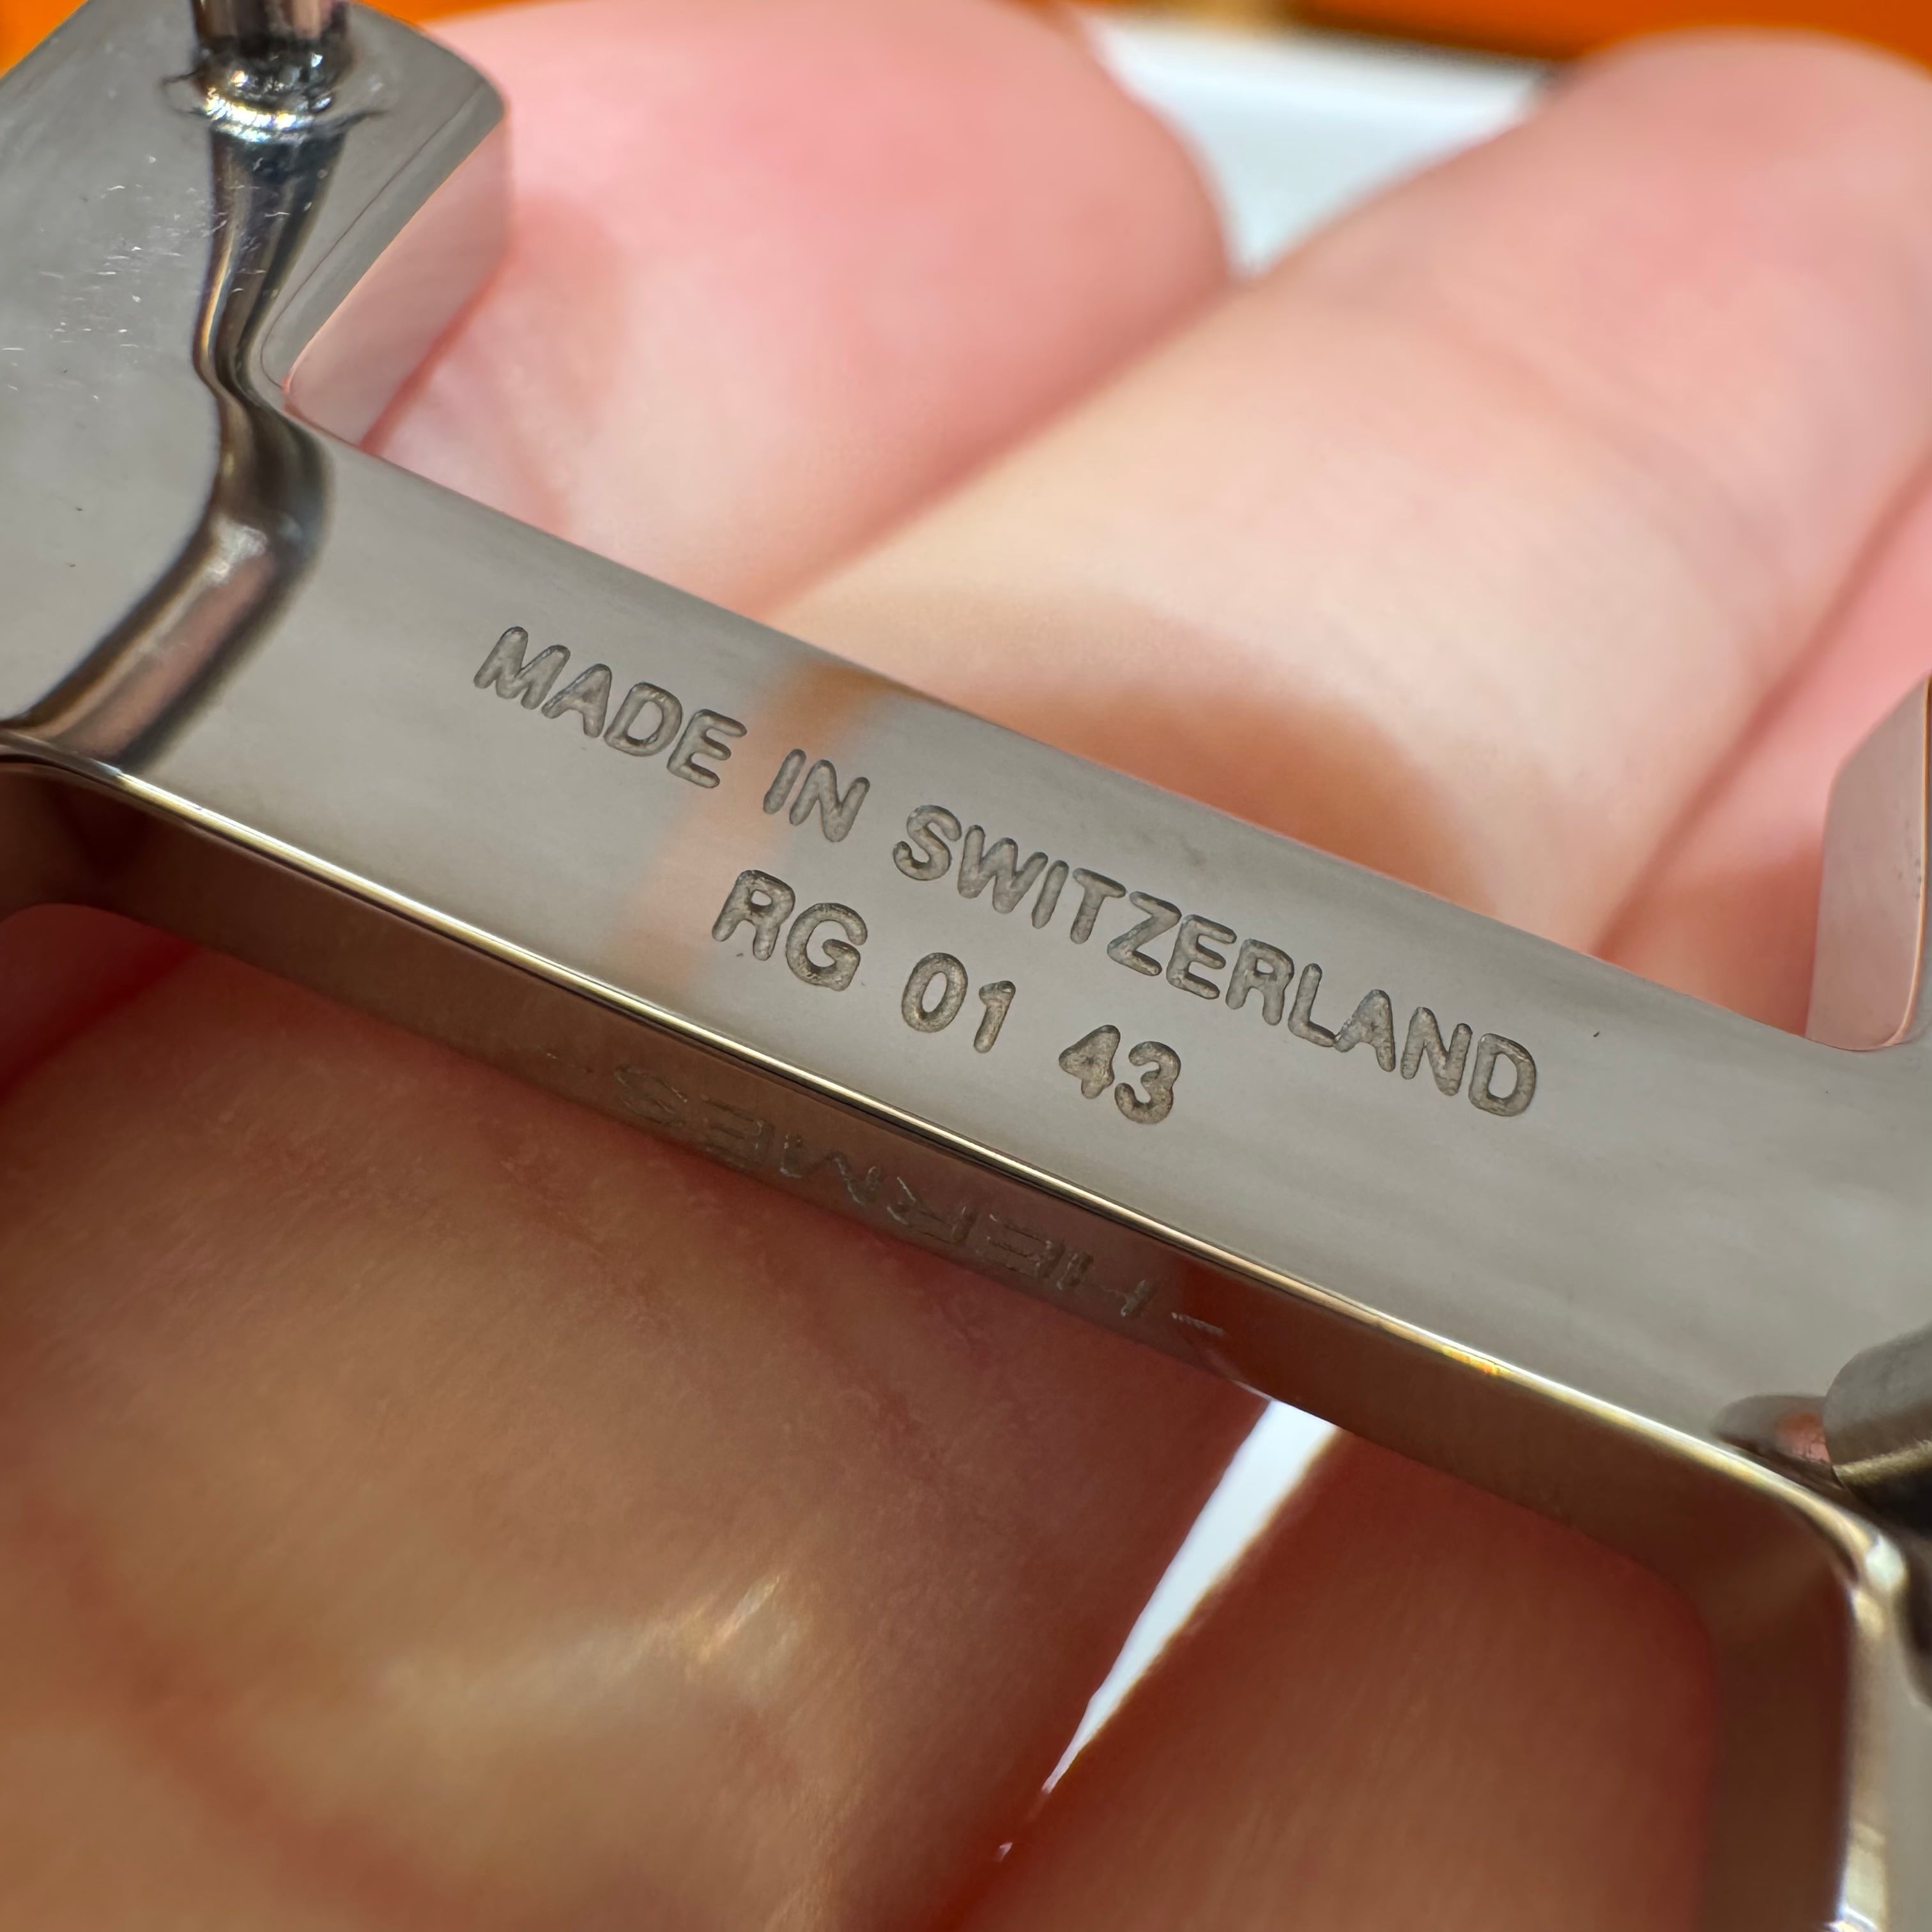 MADE IN SWITZERLAND
RG 01 43
HERMES